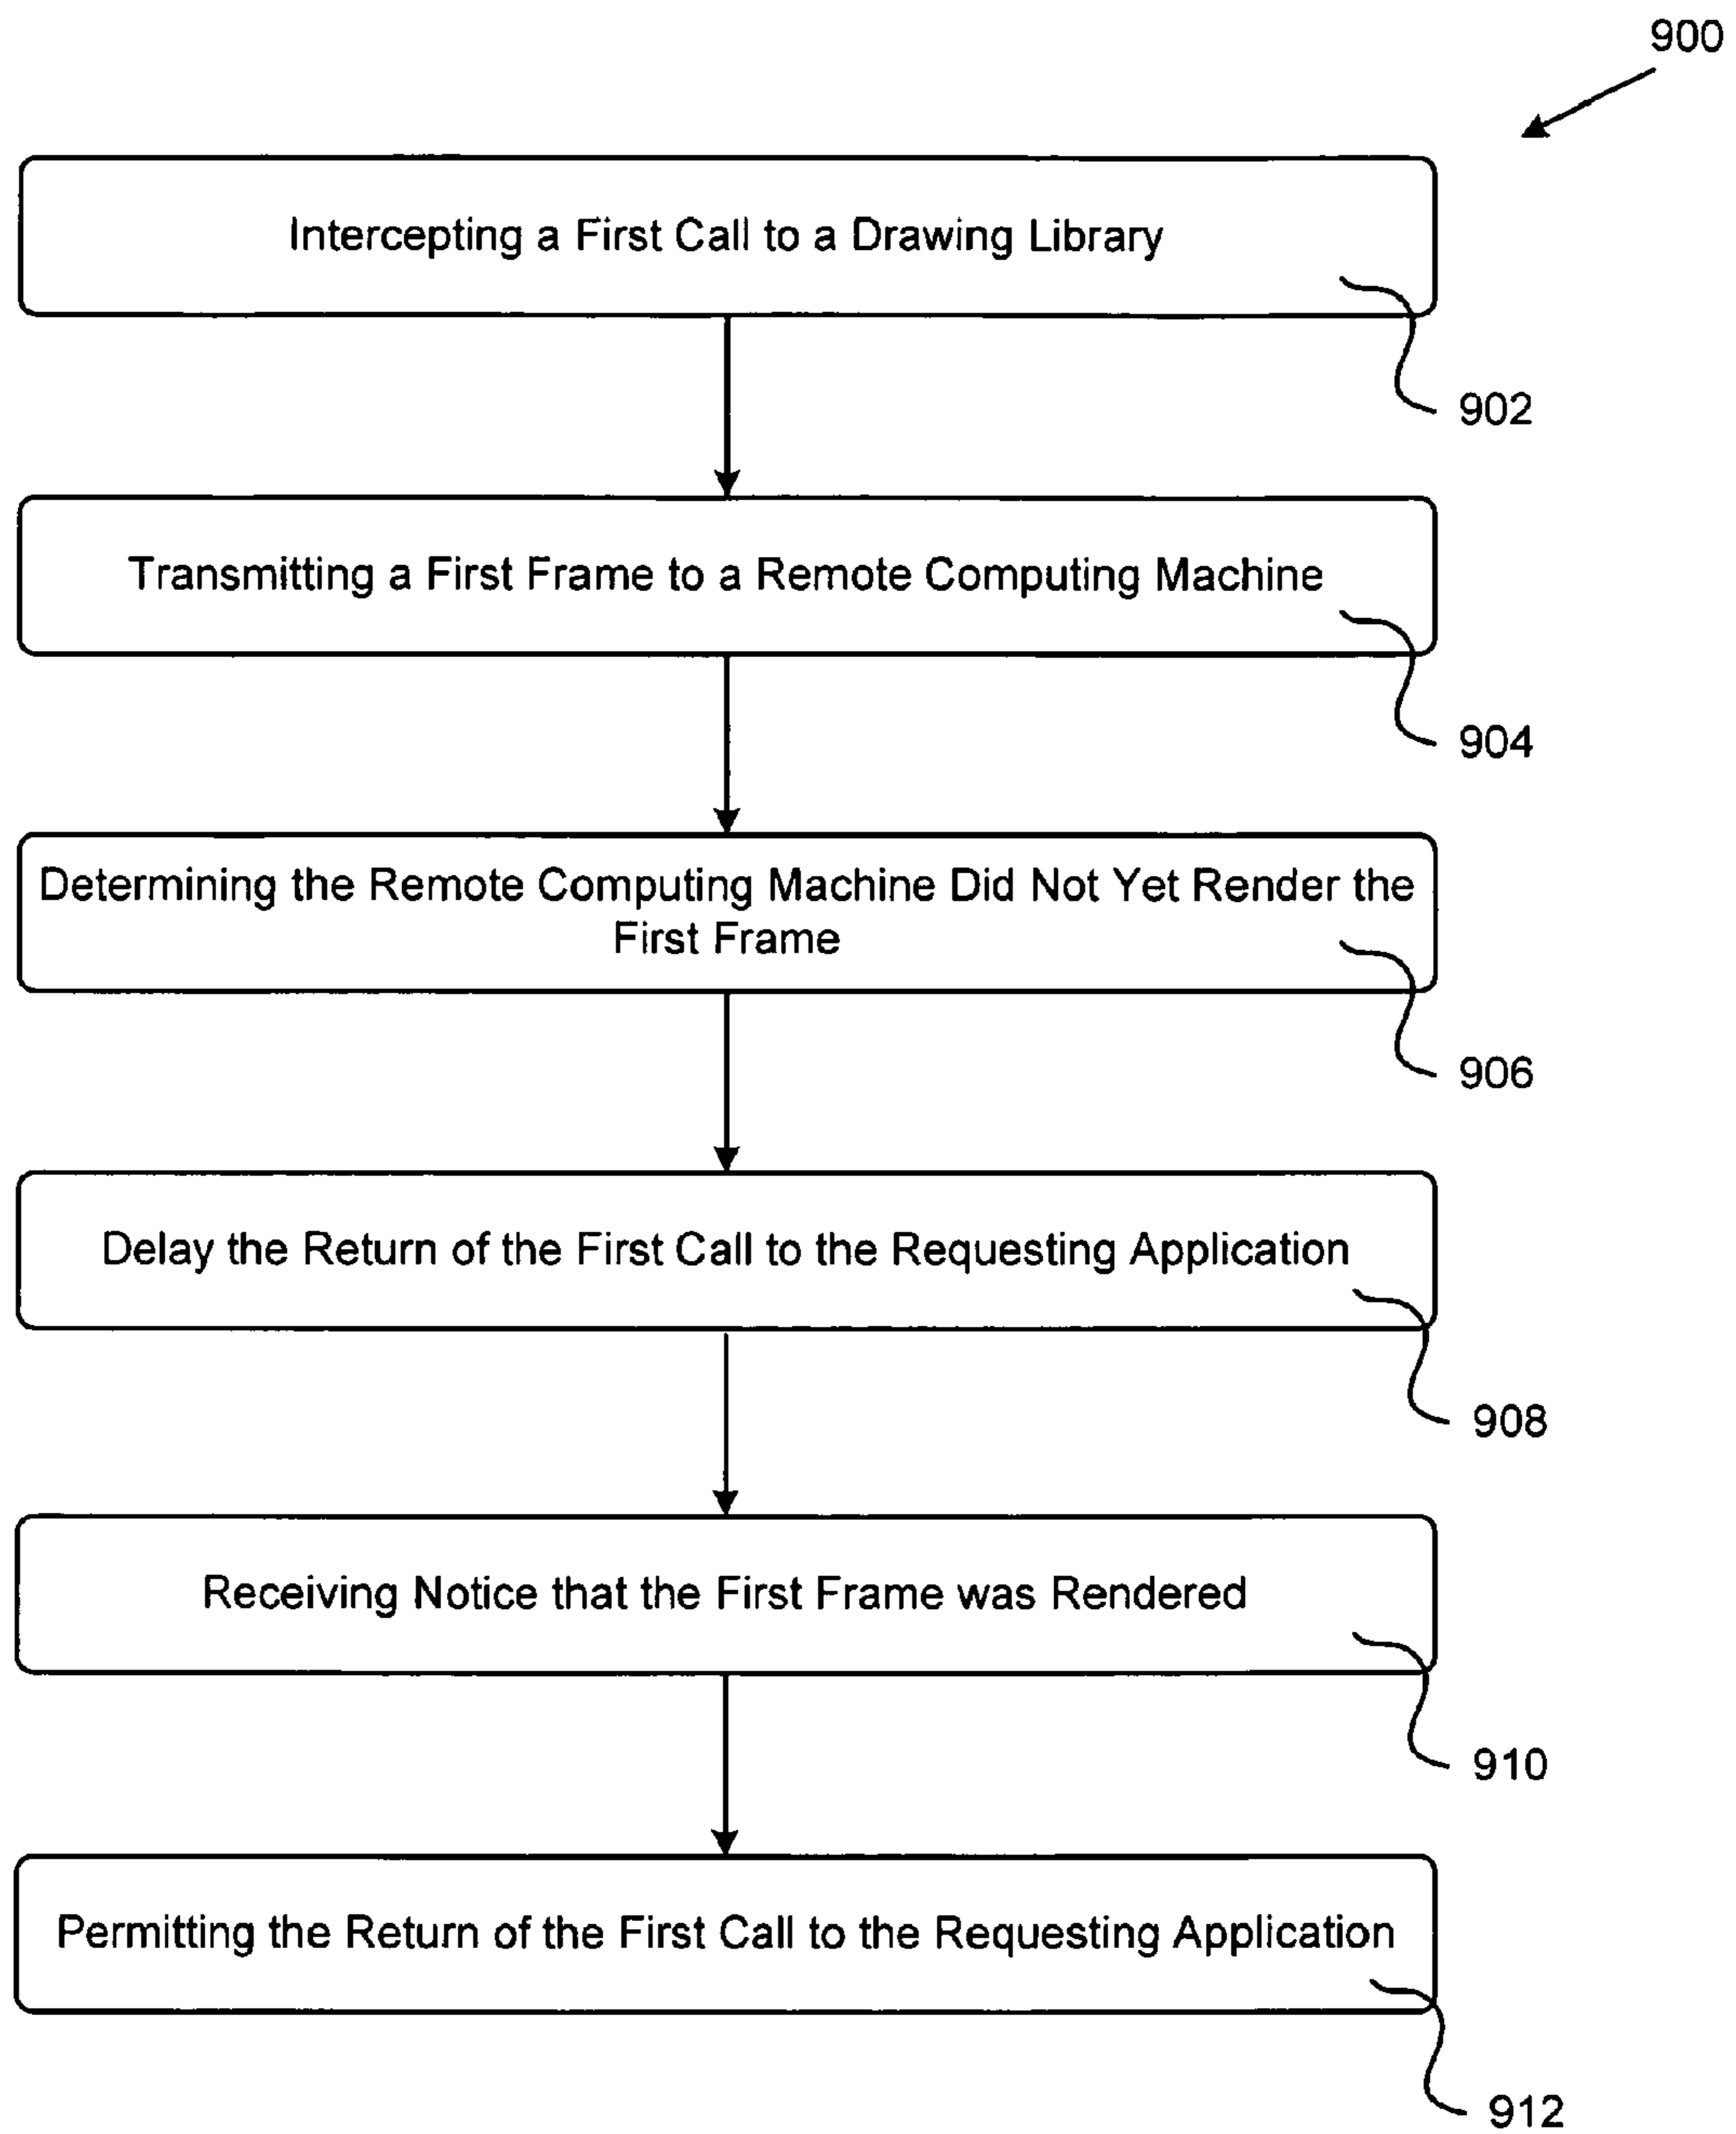 900
Intercepting a First Call to a Drawing Library
902
Transmitting a First Frame to a Remote Computing Machine
904
Determining the Remote Computing Machine Did Not Yet Render the
First Frame
906
Delay the Return of the First Call to the Requesting Application
908
Receiving Notice that the First Frame was Rendered
910
Permitting the Return of the First Call to the Requesting Application
912